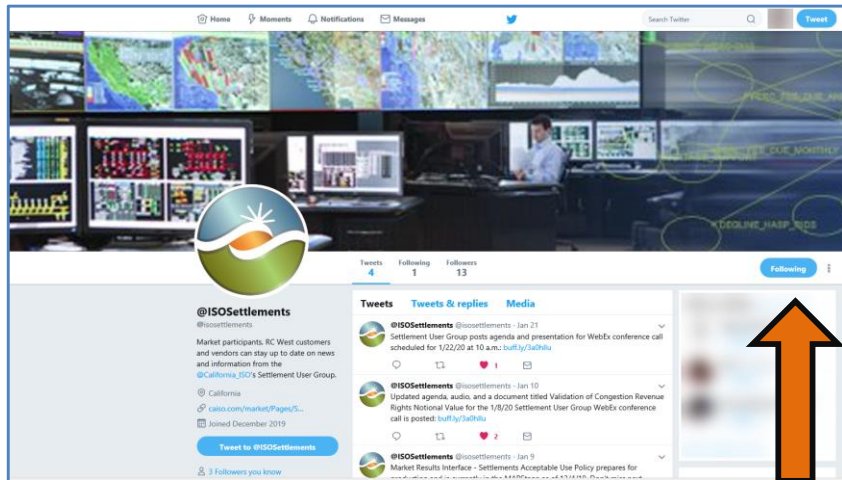 Home Moments Notifications Messages Search Twitter Tweet
Tweets Following Followers
4 1 13
Following
@ISOSettlements
@isosettlements
Market participants, RC West customers
and vendors can stay up to date on news
and information from the
@California_ISO's Settlement User Group.
California
caiso.com/market/Pages/S...
Joined December 2019
Tweet to @ISOSettlements
3 Followers you know
Tweets Tweets & replies Media
@ISOSettlements @isosettlements · Jan 21
Settlement User Group posts agenda and presentation for WebEx conference call
scheduled for 1/22/20 at 10 a.m.: buff.ly/3a0hllu
1
@ISOSettlements @isosettlements · Jan 10
Updated agenda, audio, and a document titled Validation of Congestion Revenue
Rights Notional Value for the 1/8/20 Settlement User Group WebEx conference
call is posted: buff.ly/3a0hllu
2
@ISOSettlements @isosettlements · Jan 9
Market Results Interface - Settlements Acceptable Use Policy prepares for